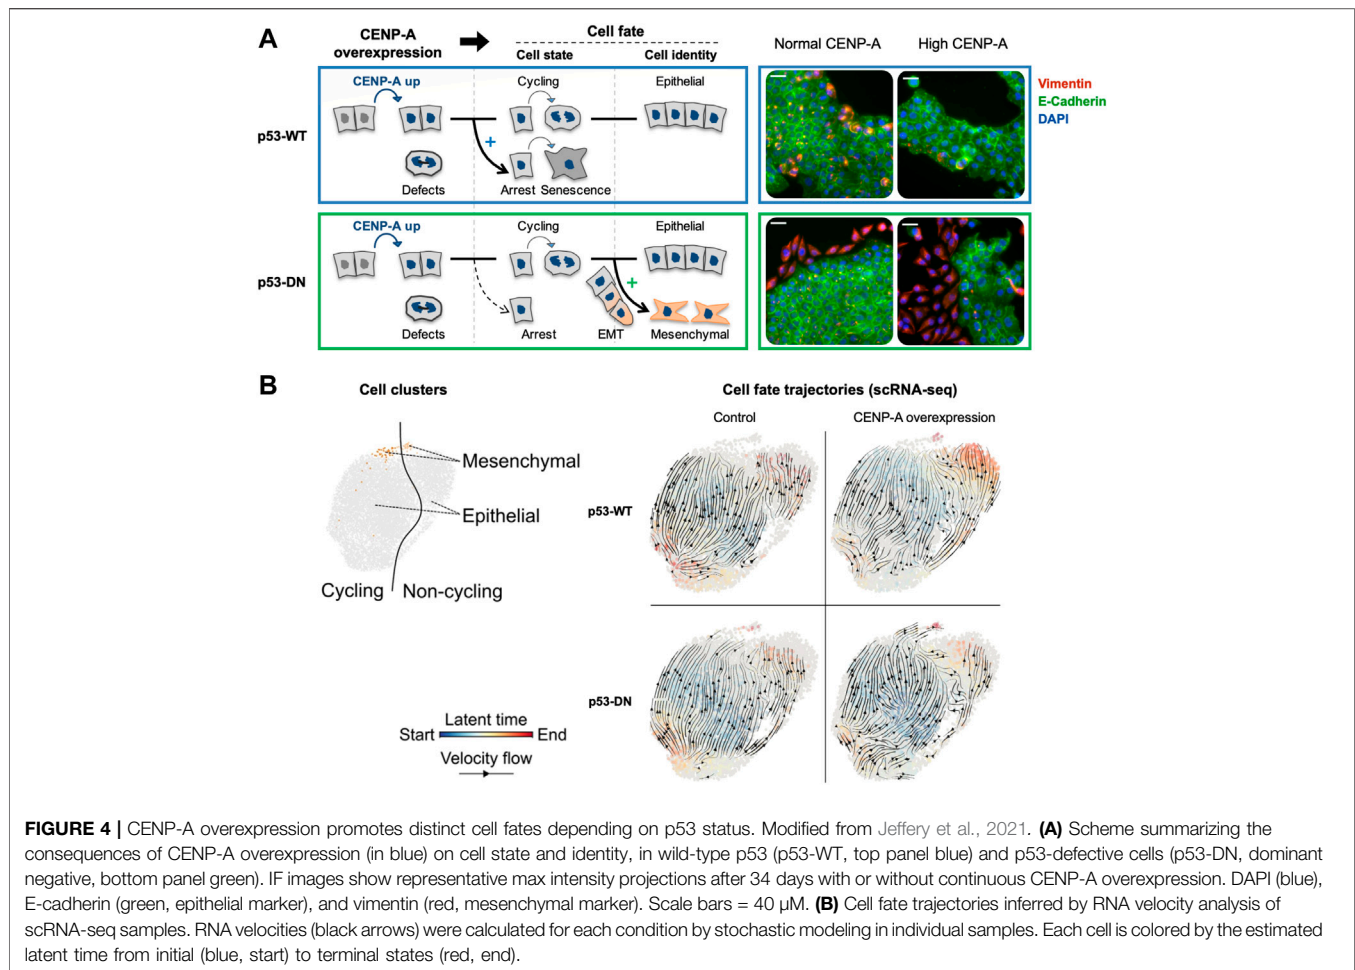 A
CENP-A
overexpression
Cell fate
Cell state
Cell identity
Normal CENP-A
High CENP-A
p53-WT
CENP-A up
Defects
Cycling
+
Arrest
Senescence
Epithelial
Vimentin
E-Cadherin
DAPI
p53-DN
CENP-A up
Defects
Cycling
Arrest
EMT
+
Epithelial
Mesenchymal
B
Cell clusters
Mesenchymal
Epithelial
Cycling
Non-cycling
Cell fate trajectories (scRNA-seq)
Control
CENP-A overexpression
p53-WT
p53-DN
Latent time
Start
End
Velocity flow
FIGURE 4 | CENP-A overexpression promotes distinct cell fates depending on p53 status. Modified from Jeffery et al., 2021. (A) Scheme summarizing the
consequences of CENP-A overexpression (in blue) on cell state and identity, in wild-type p53 (p53-WT, top panel blue) and p53-defective cells (p53-DN, dominant
negative, bottom panel green). IF images show representative max intensity projections after 34 days with or without continuous CENP-A overexpression. DAPI (blue),
E-cadherin (green, epithelial marker), and vimentin (red, mesenchymal marker). Scale bars = 40 µM. (B) Cell fate trajectories inferred by RNA velocity analysis of
scRNA-seq samples. RNA velocities (black arrows) were calculated for each condition by stochastic modeling in individual samples. Each cell is colored by the estimated
latent time from initial (blue, start) to terminal states (red, end).